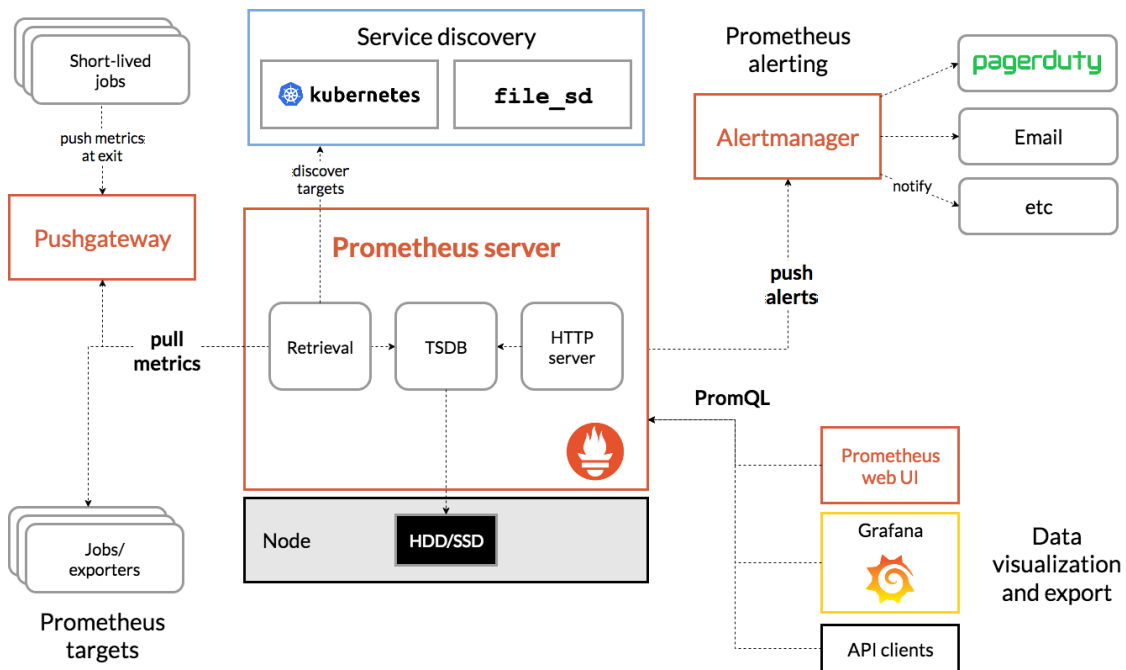 Short-lived
jobs
push metrics
at exit
Pushgateway
pull
metrics
Jobs/
exporters
Prometheus
targets
Service discovery
kubernetes
file_sd
discover
targets
Prometheus server
Retrieval
TSDB
HTTP
server
Node
HDD/SSD
Prometheus
alerting
Alertmanager
pagerduty
Email
notify
etc
push
alerts
PromQL
Prometheus
web UI
Grafana
API clients
Data
visualization
and export